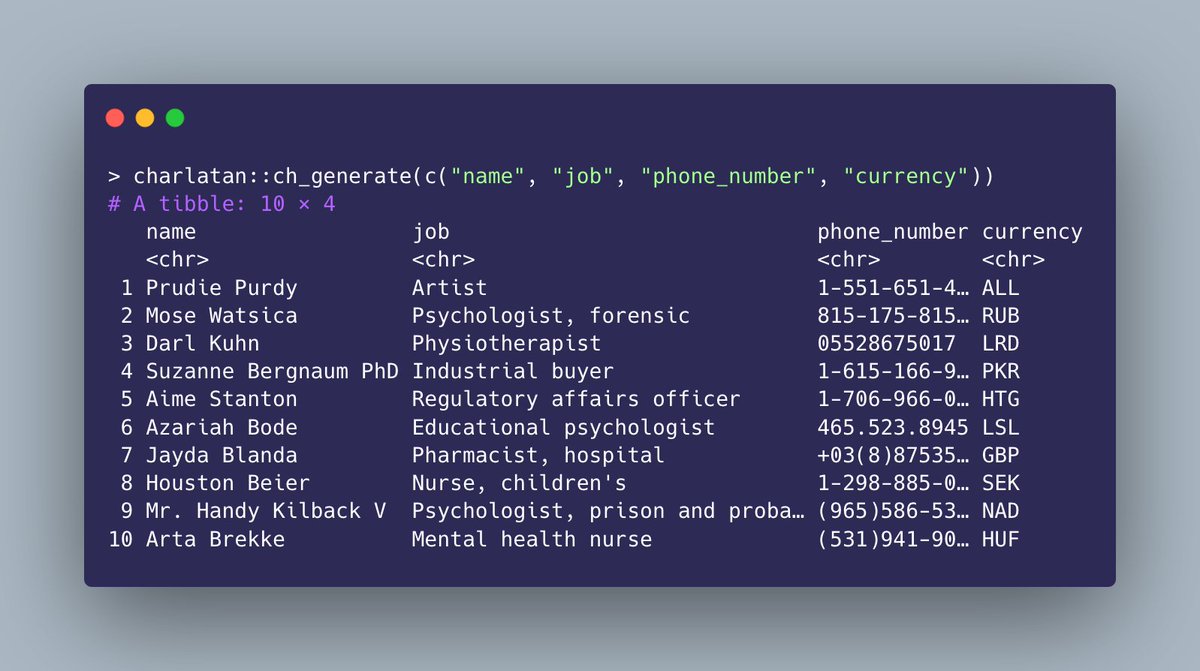 > charlatan::ch_generate(c("name", "job", "phone_number", "currency"))
# A tibble: 10 × 4
   name                 job                             phone_number currency
   <chr>                <chr>                           <chr>        <chr>
 1 Prudie Purdy         Artist                          1-551-651-4… ALL
 2 Mose Watsica         Psychologist, forensic          815-175-815… RUB
 3 Darl Kuhn            Physiotherapist                 05528675017  LRD
 4 Suzanne Bergnaum PhD Industrial buyer                1-615-166-9… PKR
 5 Aime Stanton         Regulatory affairs officer      1-706-966-0… HTG
 6 Azariah Bode         Educational psychologist        465.523.8945 LSL
 7 Jayda Blanda         Pharmacist, hospital            +03(8)87535… GBP
 8 Houston Beier        Nurse, children's               1-298-885-0… SEK
 9 Mr. Handy Kilback V  Psychologist, prison and proba… (965)586-53… NAD
10 Arta Brekke          Mental health nurse             (531)941-90… HUF